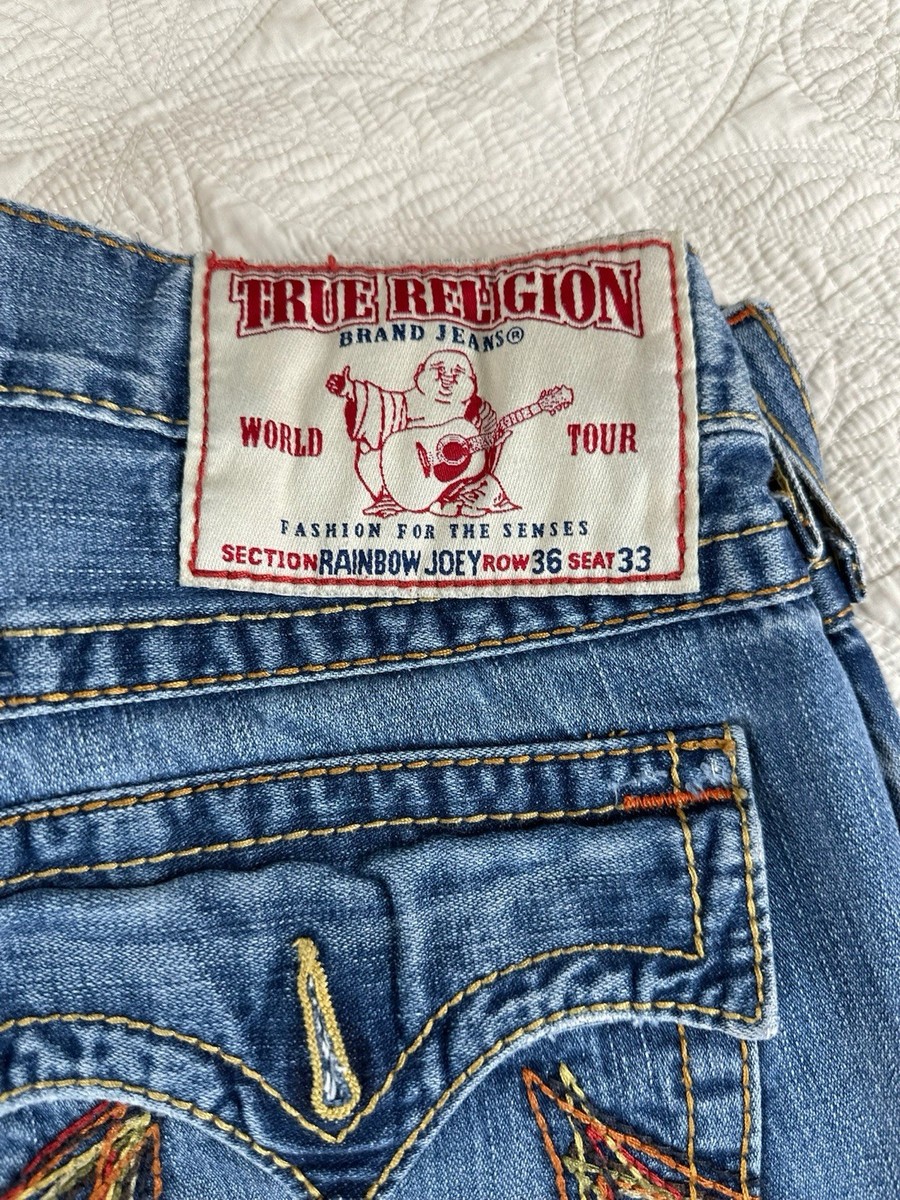 TRUE RELIGION
BRAND JEANS®
WORLD TOUR
FASHION FOR THE SENSES
SECTION RAINBOW JOEY ROW 36 SEAT 33